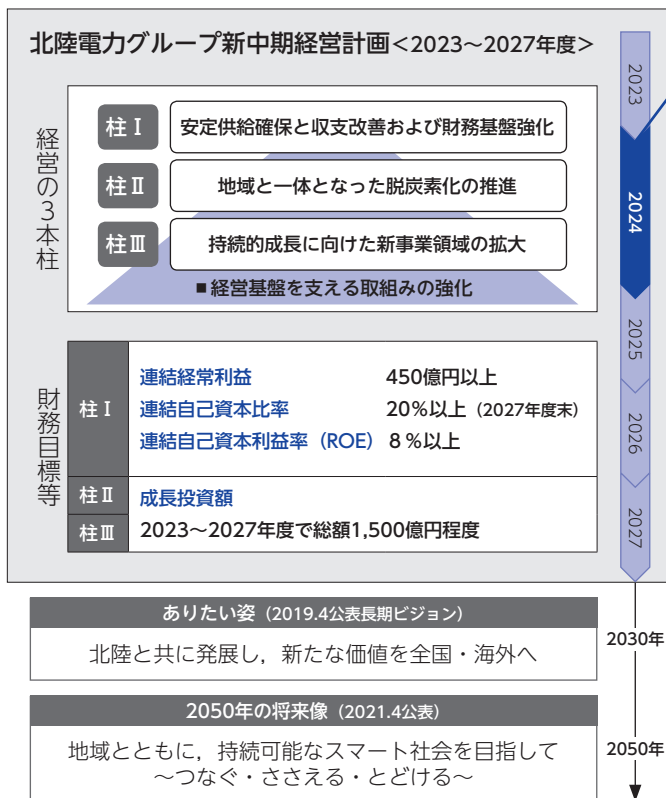 北陸電力グループ新中期経営計画<2023〜2027年度>
経営の3本柱
柱Ⅰ 安定供給確保と収支改善および財務基盤強化
柱Ⅱ 地域と一体となった脱炭素化の推進
柱Ⅲ 持続的成長に向けた新事業領域の拡大
■経営基盤を支える取組みの強化
財務目標等
柱Ⅰ
連結経常利益 450億円以上
連結自己資本比率 20%以上（2027年度末）
連結自己資本利益率（ROE） 8%以上
柱Ⅱ 成長投資額
柱Ⅲ 2023〜2027年度で総額1,500億円程度
2023
2024
2025
2026
2027
ありたい姿（2019.4公表長期ビジョン）
北陸と共に発展し，新たな価値を全国・海外へ
2030年
2050年の将来像（2021.4公表）
地域とともに，持続可能なスマート社会を目指して
〜つなぐ・ささえる・とどける〜
2050年